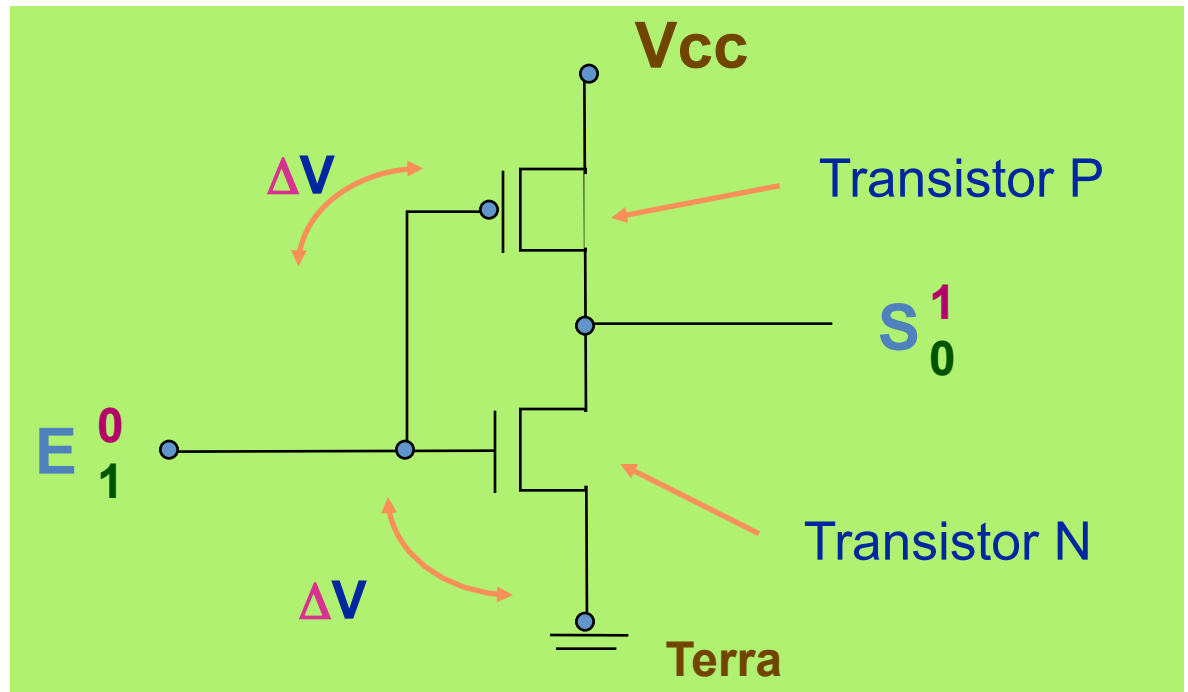 Vcc
ΔV
Transistor P
S 1
0
E 0
1
Transistor N
ΔV
Terra